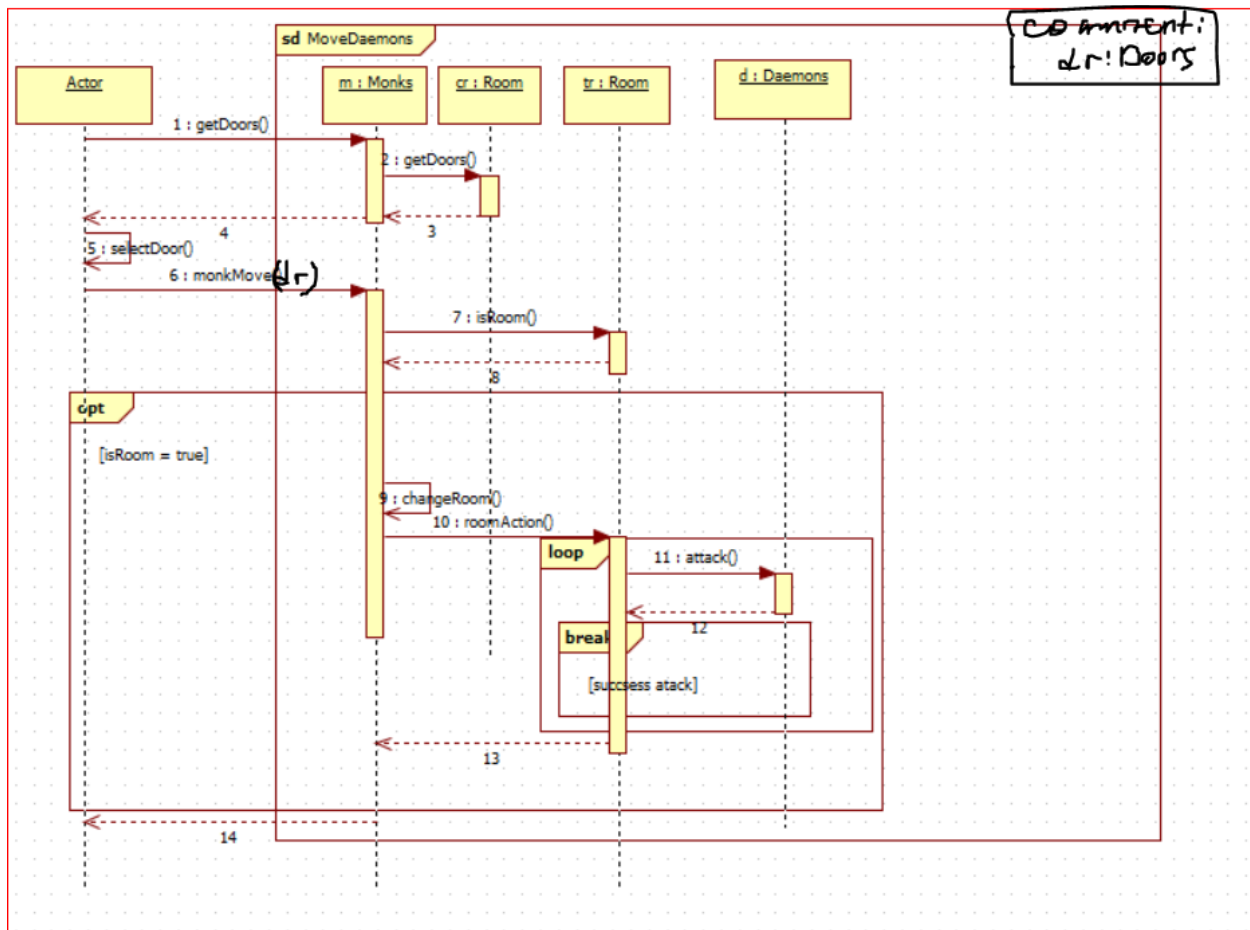 comment:
dr:Doors
sd MoveDaemons
Actor
m : Monks
cr : Room
tr : Room
d : Daemons
1 : getDoors()
2 : getDoors()
3
4
5 : selectDoor()
6 : monkMove(dr)
7 : isRoom()
8
opt
[isRoom = true]
9 : changeRoom()
10 : roomAction()
loop
11 : attack()
12
break
[succsess atack]
13
14